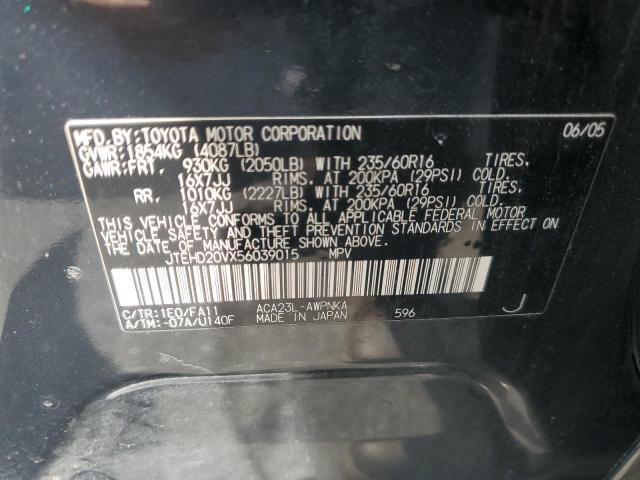 MFD.BY:TOYOTA MOTOR CORPORATION 06/05
GVWR:1854KG (4087LB)
GAWR:FRT. 930KG (2050LB) WITH 235/60R16 TIRES.
16X7JJ RIMS. AT 200KPA (29PSI) COLD.
RR. 1010KG (2227LB) WITH 235/60R16 TIRES.
16X7JJ RIMS. AT 200KPA (29PSI) COLD.
THIS VEHICLE CONFORMS TO ALL APPLICABLE FEDERAL MOTOR
VEHICLE SAFETY AND THEFT PREVENTION STANDARDS IN EFFECT
ON THE DATE OF MANUFACTURE SHOWN ABOVE.
JTEHD20VX56039015 MPV
C/TR:1E0/FA11 ACA23L-AWPNKA
A/TM:-07A/U140F MADE IN JAPAN 596 J